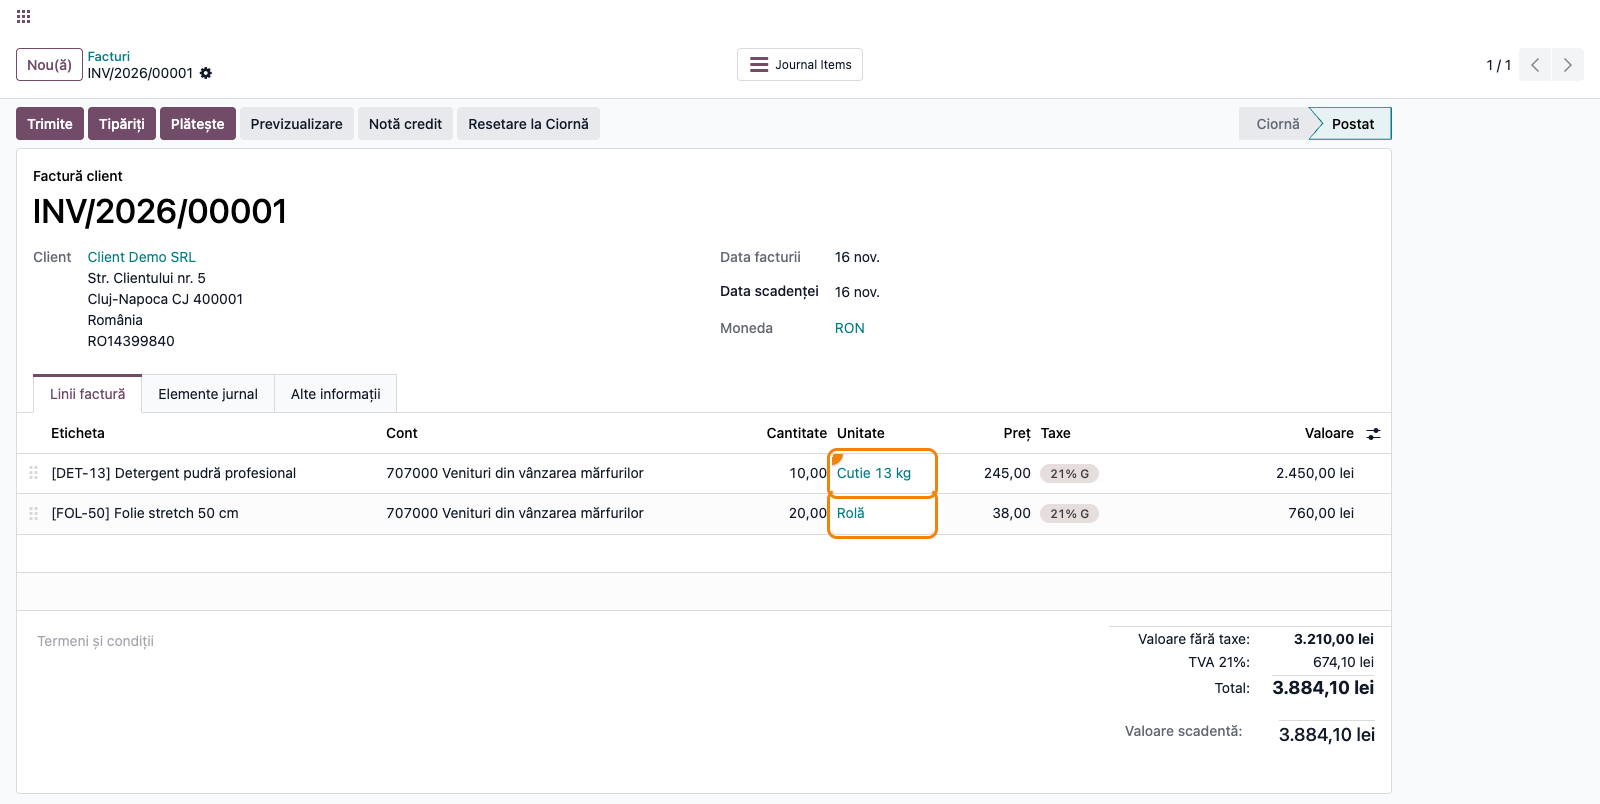 Nou(ă)
Facturi
INV/2026/00001
Journal Items
1 / 1
Trimite
Tipăriți
Plătește
Previzualizare
Notă credit
Resetare la Ciornă
Ciornă
Postat
Factură client
INV/2026/00001
Client
Client Demo SRL
Str. Clientului nr. 5
Cluj-Napoca CJ 400001
România
RO14399840
Data facturii
16 nov.
Data scadenței
16 nov.
Moneda
RON
Linii factură
Elemente jurnal
Alte informații
Eticheta Cont Cantitate Unitate Preț Taxe Valoare
[DET-13] Detergent pudră profesional 707000 Venituri din vânzarea mărfurilor 10,00 Cutie 13 kg 245,00 21% G 2.450,00 lei
[FOL-50] Folie stretch 50 cm 707000 Venituri din vânzarea mărfurilor 20,00 Rolă 38,00 21% G 760,00 lei
Termeni și condiții
Valoare fără taxe: 3.210,00 lei
TVA 21%: 674,10 lei
Total: 3.884,10 lei
Valoare scadentă: 3.884,10 lei